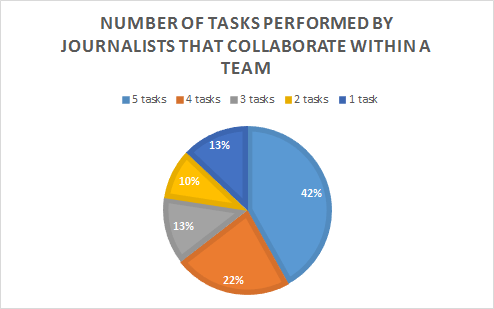 NUMBER OF TASKS PERFORMED BY
JOURNALISTS THAT COLLABORATE WITHIN A
TEAM
5 tasks 4 tasks 3 tasks 2 tasks 1 task
13%
42%
10%
13%
22%